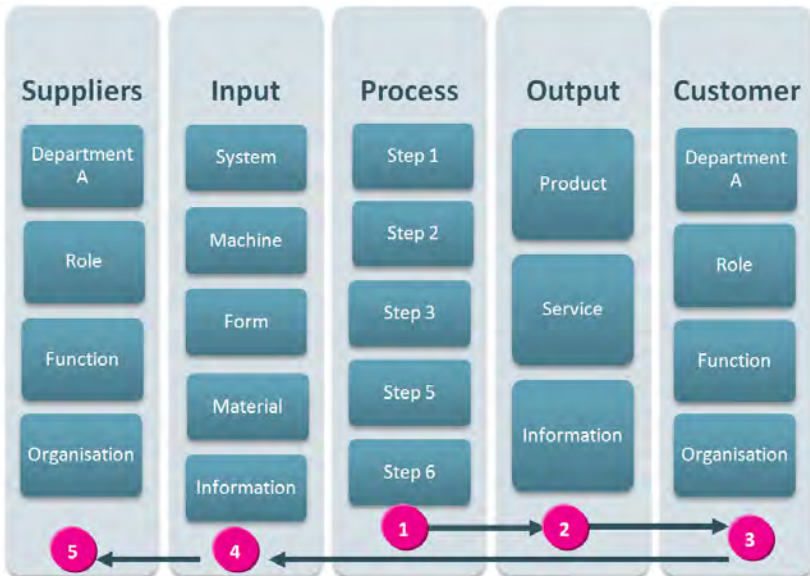 Suppliers
Department
A
Role
Function
Organisation
Input
System
Machine
Form
Material
Information
Process
Step 1
Step 2
Step 3
Step 5
Step 6
Output
Product
Service
Information
Customer
Department
A
Role
Function
Organisation
1
2
3
4
5